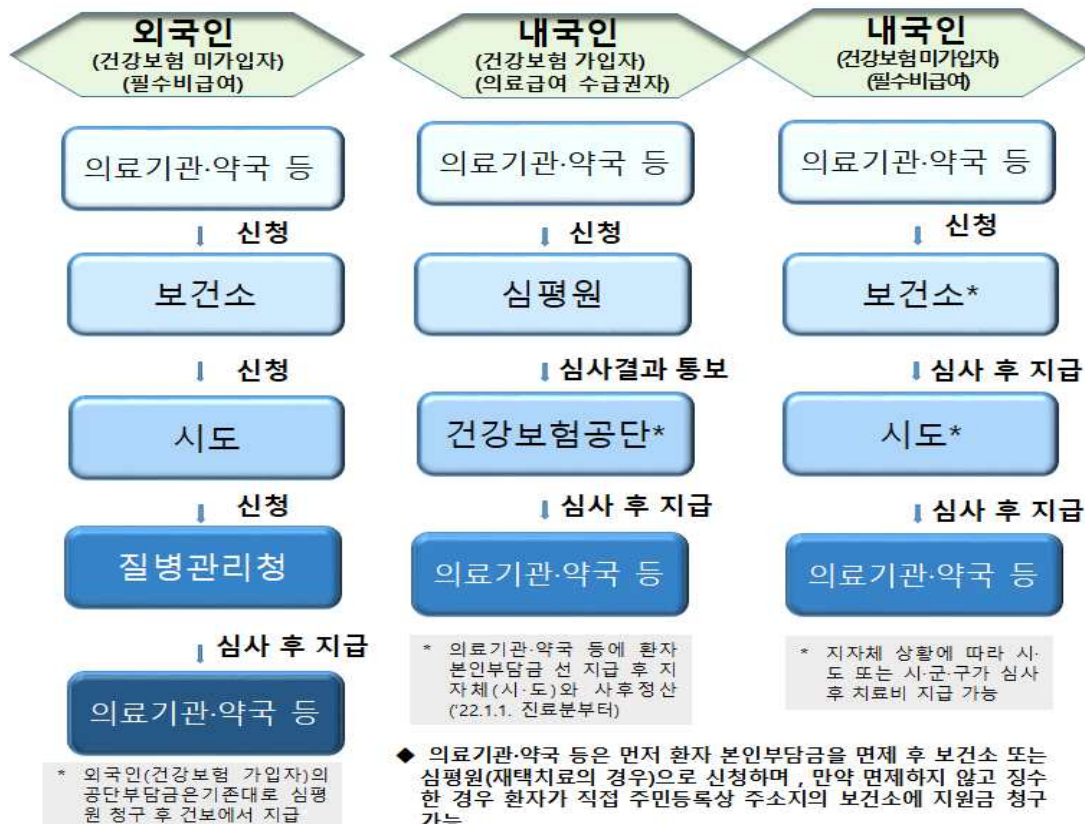 외국인
(건강보험 미가입자)
(필수비급여)
의료기관·약국 등
신청
보건소
신청
시도
신청
질병관리청
심사 후 지급
의료기관·약국 등
* 외국인(건강보험 가입자)의
공단부담금은기존대로 심평
원 청구 후 건보에서 지급
내국인
(건강보험 가입자)
(의료급여 수급권자)
의료기관·약국 등
신청
심평원
심사결과 통보
건강보험공단*
심사 후 지급
의료기관·약국 등
* 의료기관·약국 등에 환자
본인부담금 선 지급 후 지
자체(시·도)와 사후정산
('22.1.1. 진료분부터)
내국인
(건강보험 미가입자)
(필수비급여)
의료기관·약국 등
신청
보건소*
심사 후 지급
시도*
심사 후 지급
의료기관·약국 등
* 지자체 상황에 따라 시·
도 또는 시·군·구가 심사
후 치료비 지급 가능
◆ 의료기관·약국 등은 먼저 환자 본인부담금을 면제 후 보건소 또는
심평원(재택치료의 경우)으로 신청하며 , 만약 면제하지 않고 징수
한 경우 환자가 직접 주민등록상 주소지의 보건소에 지원금 청구
가능